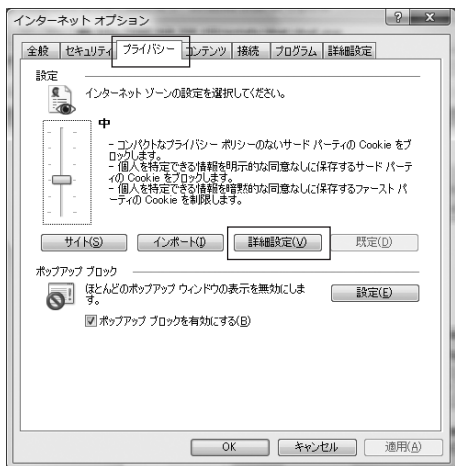 インターネット オプション
全般 セキュリティ プライバシー コンテンツ 接続 プログラム 詳細設定
設定
インターネット ゾーンの設定を選択してください。
中
- コンパクトなプライバシー ポリシーのないサード パーティの Cookie をブ
ロックします。
- 個人を特定できる情報を明示的な同意なしに保存するサード パーテ
ィの Cookie をブロックします。
- 個人を特定できる情報を暗黙的な同意なしに保存するファースト パ
ーティの Cookie を制限します。
サイト(S) インポート(I) 詳細設定(V) 既定(D)
ポップアップ ブロック
ほとんどのポップアップ ウィンドウの表示を無効にしま
す。
設定(E)
ポップアップ ブロックを有効にする(B)
OK キャンセル 適用(A)